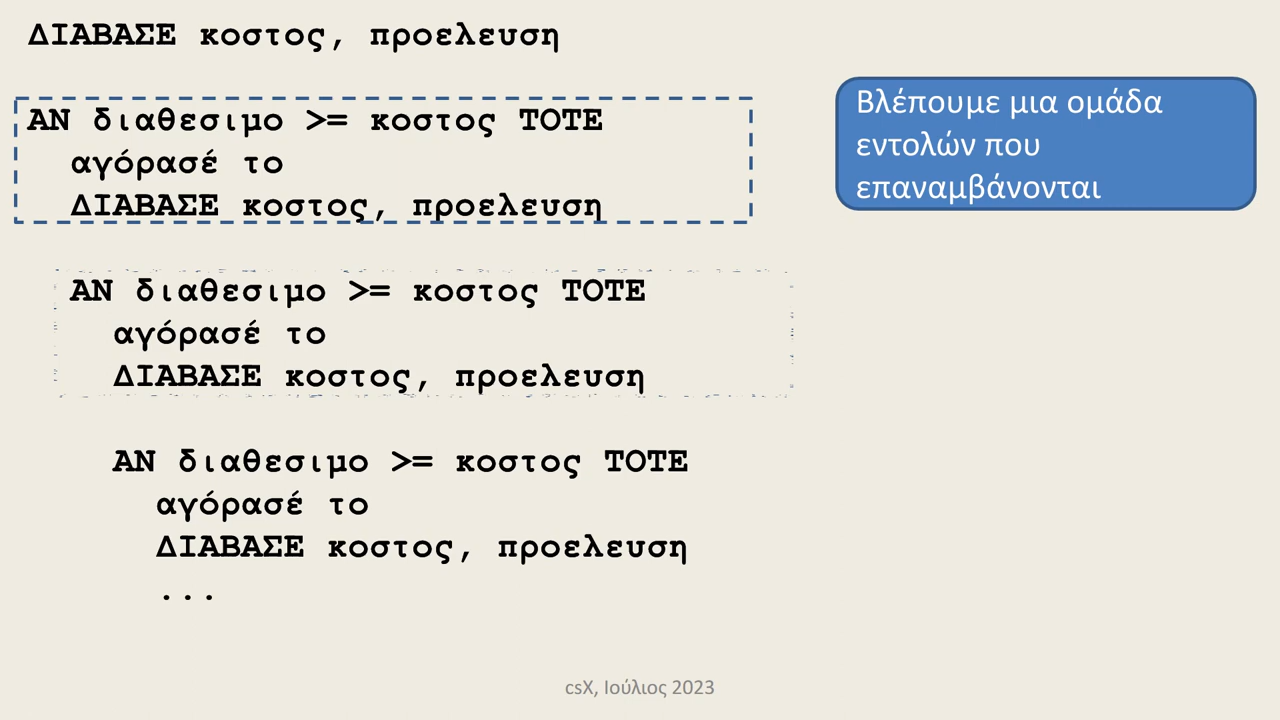 ΔΙΑΒΑΣΕ κοστος, προελευση
ΑΝ διαθεσιμο >= κοστος ΤΟΤΕ
αγόρασέ το
ΔΙΑΒΑΣΕ κοστος, προελευση
Βλέπουμε μια ομάδα
εντολών που
επαναμβάνονται
ΑΝ διαθεσιμο >= κοστος ΤΟΤΕ
αγόρασέ το
ΔΙΑΒΑΣΕ κοστος, προελευση
ΑΝ διαθεσιμο >= κοστος ΤΟΤΕ
αγόρασέ το
ΔΙΑΒΑΣΕ κοστος, προελευση
...
csX, Ιούλιος 2023